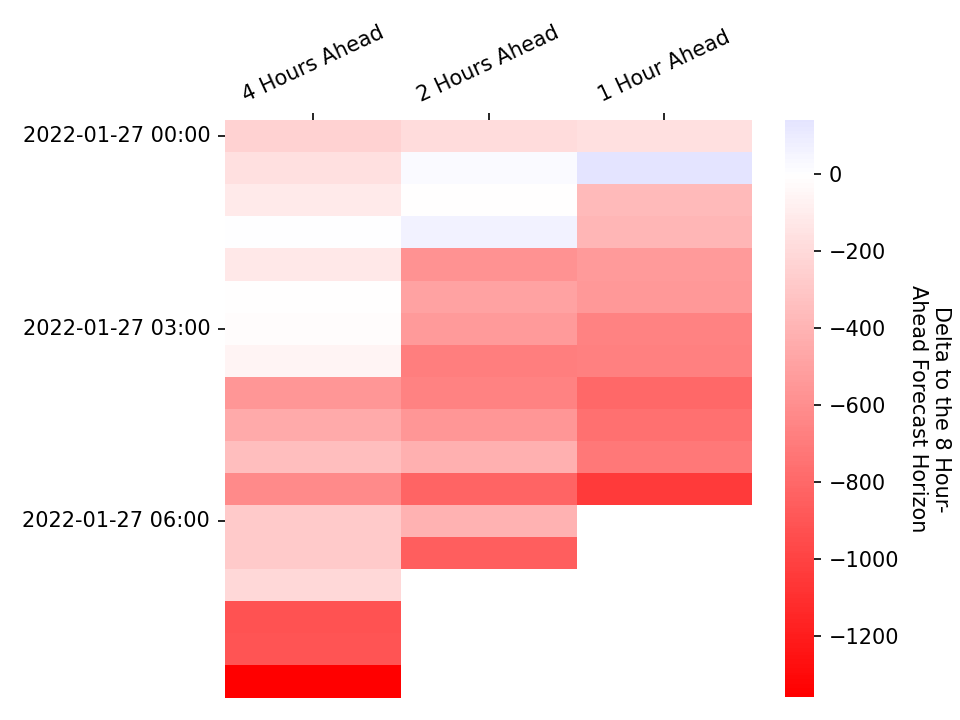 4 Hours Ahead
2 Hours Ahead
1 Hour Ahead
2022-01-27 00:00
2022-01-27 03:00
2022-01-27 06:00
0
−200
−400
−600
−800
−1000
−1200
Delta to the 8 Hour-
Ahead Forecast Horizon